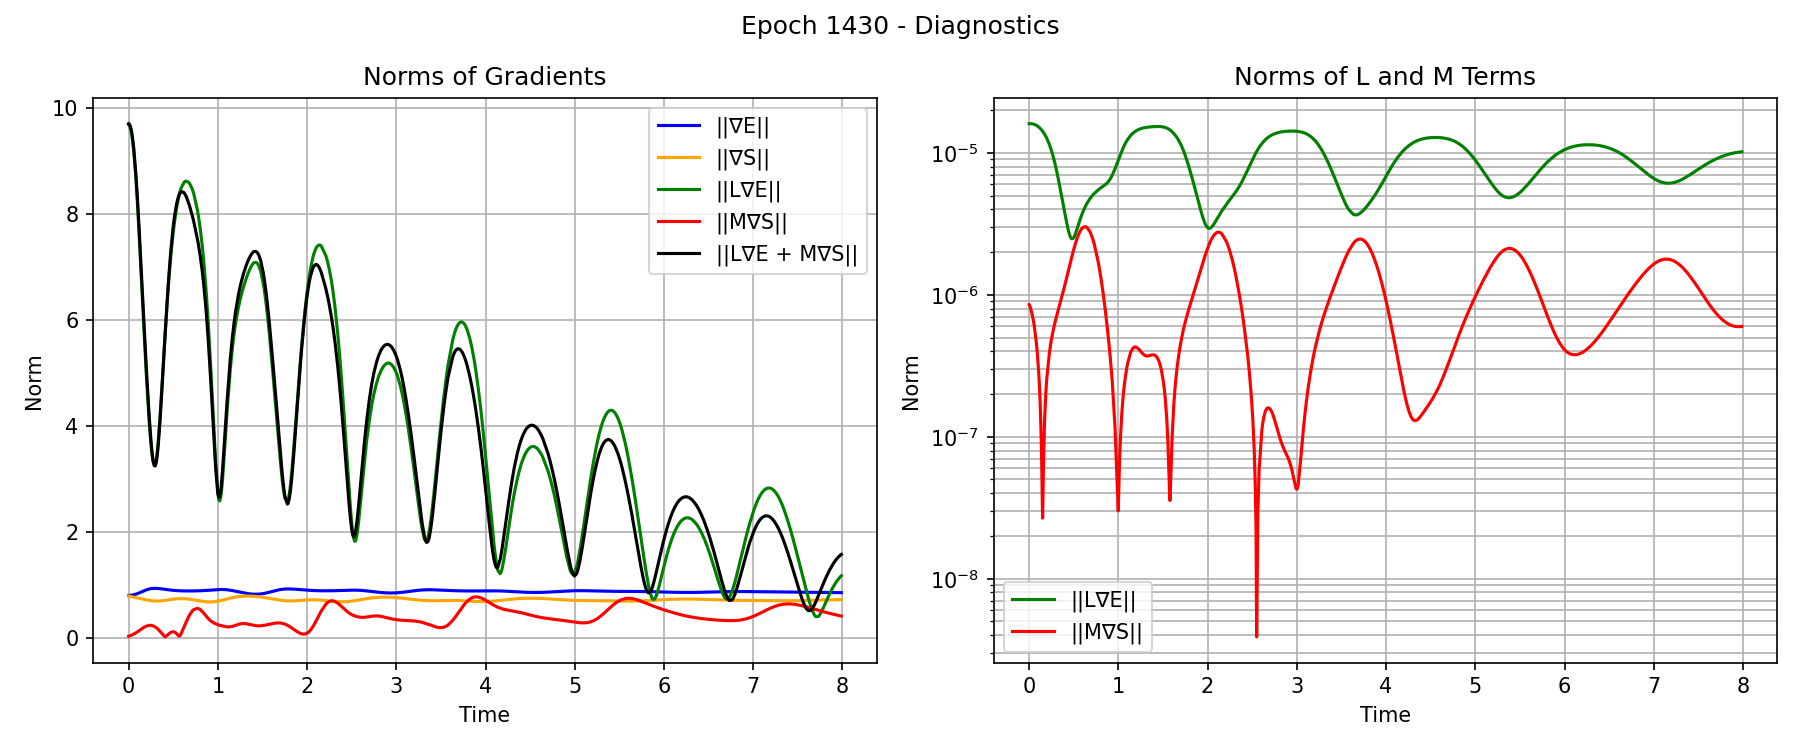 Epoch 1430 - Diagnostics
Norms of Gradients
Norm
10
8
6
4
2
0
||∇E||
||∇S||
||L∇E||
||M∇S||
||L∇E + M∇S||
0 1 2 3 4 5 6 7 8
Time
Norms of L and M Terms
Norm
10⁻⁵
10⁻⁶
10⁻⁷
10⁻⁸
||L∇E||
||M∇S||
0 1 2 3 4 5 6 7 8
Time